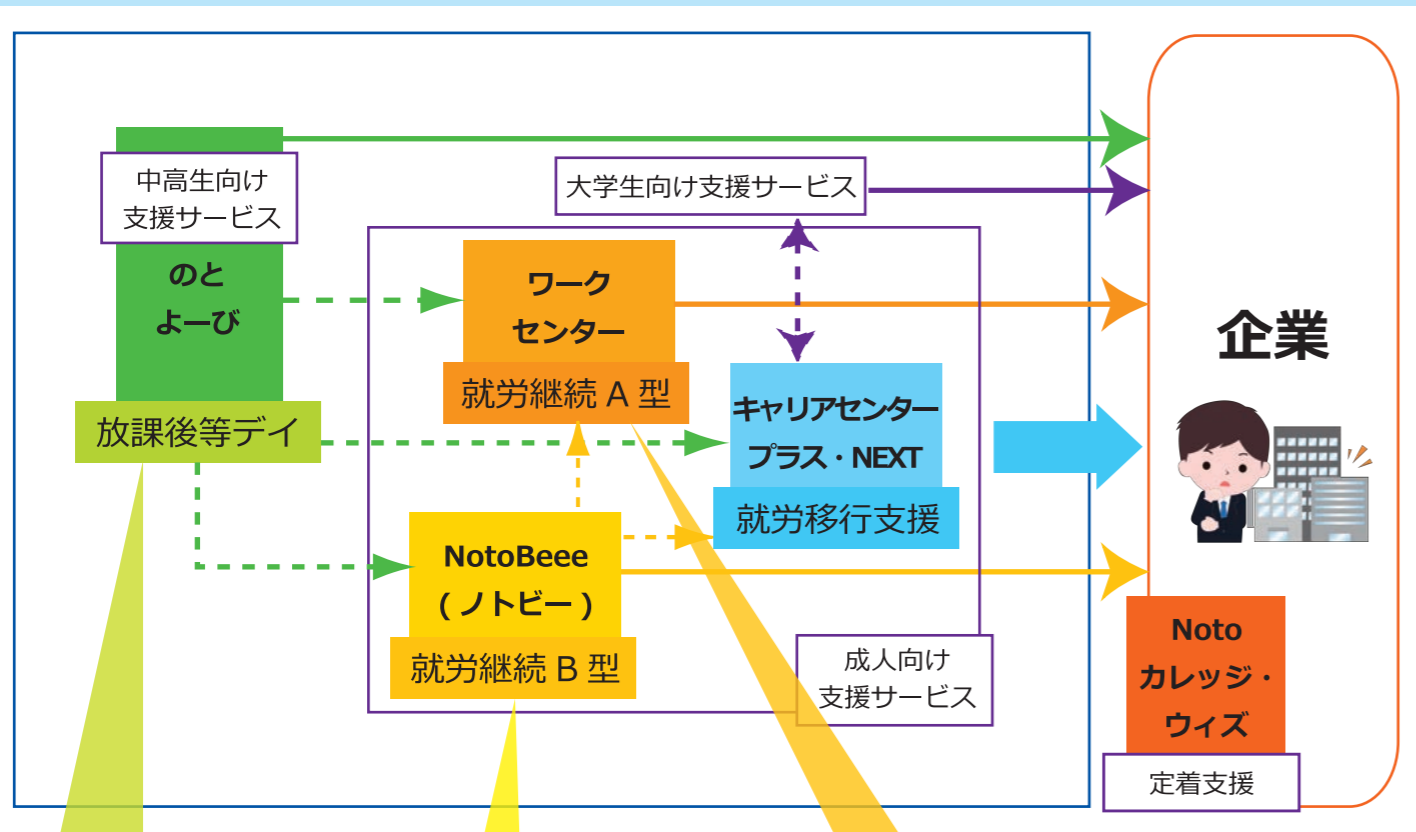 中高生向け
支援サービス
のと
よーび
放課後等デイ
大学生向け支援サービス
ワーク
センター
就労継続 A 型
キャリアセンター
プラス・NEXT
就労移行支援
NotoBeee
( ノトビー )
就労継続 B 型
成人向け
支援サービス
企業
Noto
カレッジ・
ウィズ
定着支援